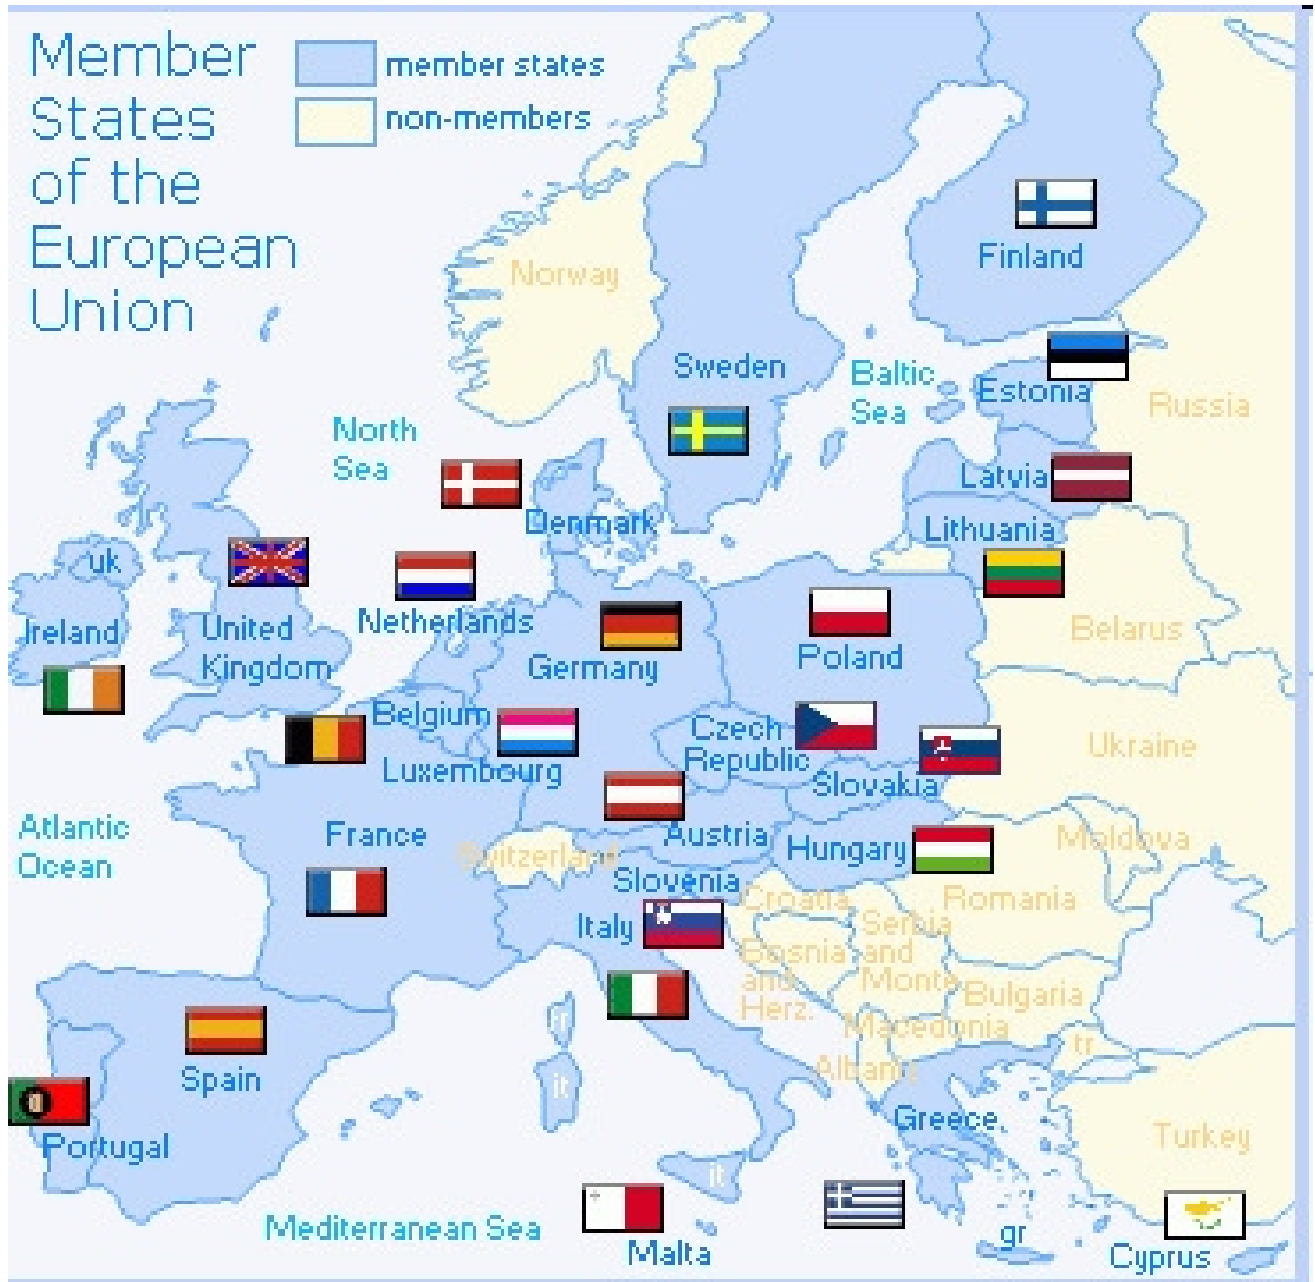 Member
States
of the
European
Union
member states
non-members
Norway
Finland
Sweden
Baltic
Sea
Estonia
Russia
North
Sea
Latvia
Denmark
Lithuania
uk
Ireland
United
Kingdom
Netherlands
Germany
Poland
Belarus
Belgium
Luxembourg
Czech
Republic
Slovakia
Ukraine
Atlantic
Ocean
France
Switzerland
Austria
Hungary
Moldova
Slovenia
Italy
Croatia
Romania
Bosnia
and
Herz.
Serbia
and
Monte
Bulgaria
Macedonia
tr
Albany
fr
it
Spain
Portugal
Greece
Turkey
it
Mediterranean Sea
Malta
gr
Cyprus